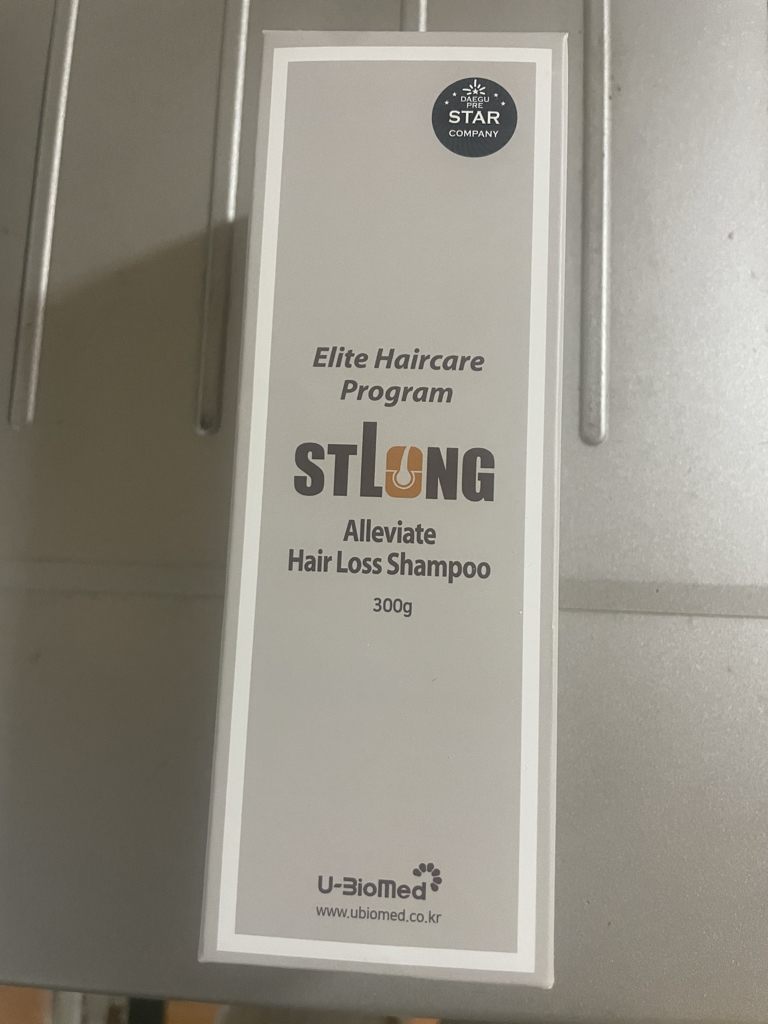 DAEGU
PRE
STAR
COMPANY
Elite Haircare
Program
STLONG
Alleviate
Hair Loss Shampoo
300g
U-BioMed
www.ubiomed.co.kr